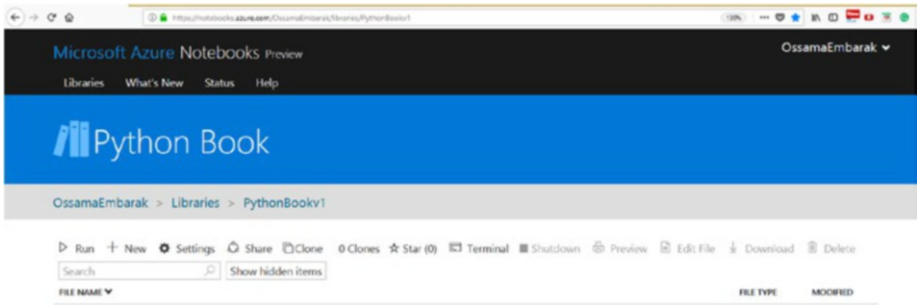 https://notebooks.azure.com/OssamaEmbarak/libraries/PythonBookv1 120%
Microsoft Azure Notebooks Preview OssamaEmbarak
Libraries What's New Status Help
Python Book
OssamaEmbarak > Libraries > PythonBookv1
Run New Settings Share Clone 0 Clones Star (0) Terminal Shutdown Preview Edit File Download Delete
Search Show hidden items
FILE NAME FILE TYPE MODIFIED